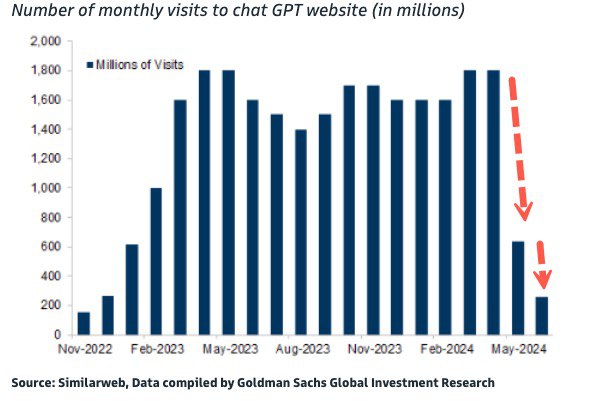 Number of monthly visits to chat GPT website (in millions)
2,000
1,800
1,600
1,400
1,200
1,000
800
600
400
200
0
Millions of Visits
Nov-2022 Feb-2023 May-2023 Aug-2023 Nov-2023 Feb-2024 May-2024
Source: Similarweb, Data compiled by Goldman Sachs Global Investment Research